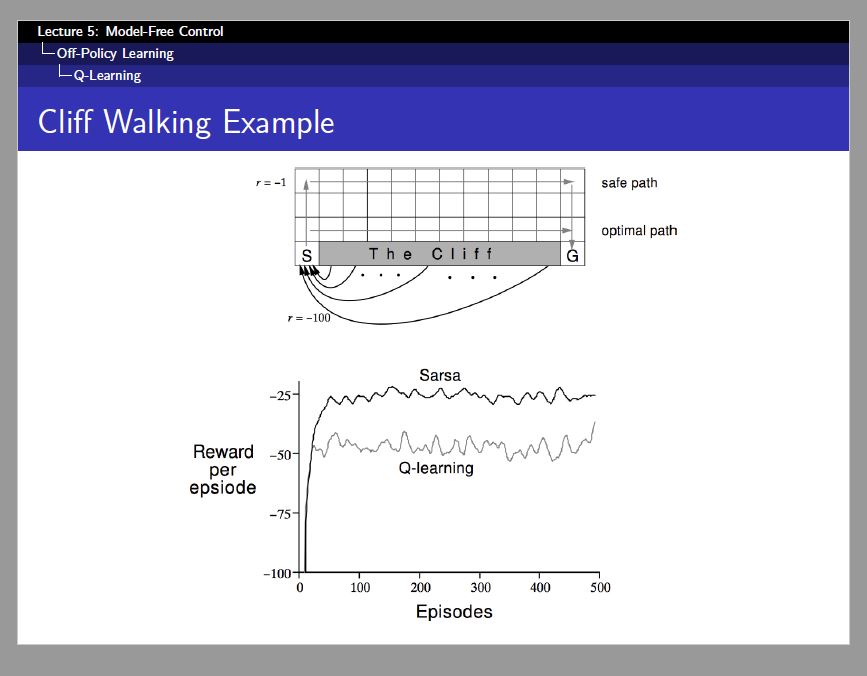 Lecture 5: Model-Free Control
Off-Policy Learning
Q-Learning
Cliff Walking Example
r = −1
safe path
optimal path
S
The Cliff
G
r = −100
Sarsa
−25
Reward
per
epsiode
−50
Q-learning
−75
−100
0 100 200 300 400 500
Episodes